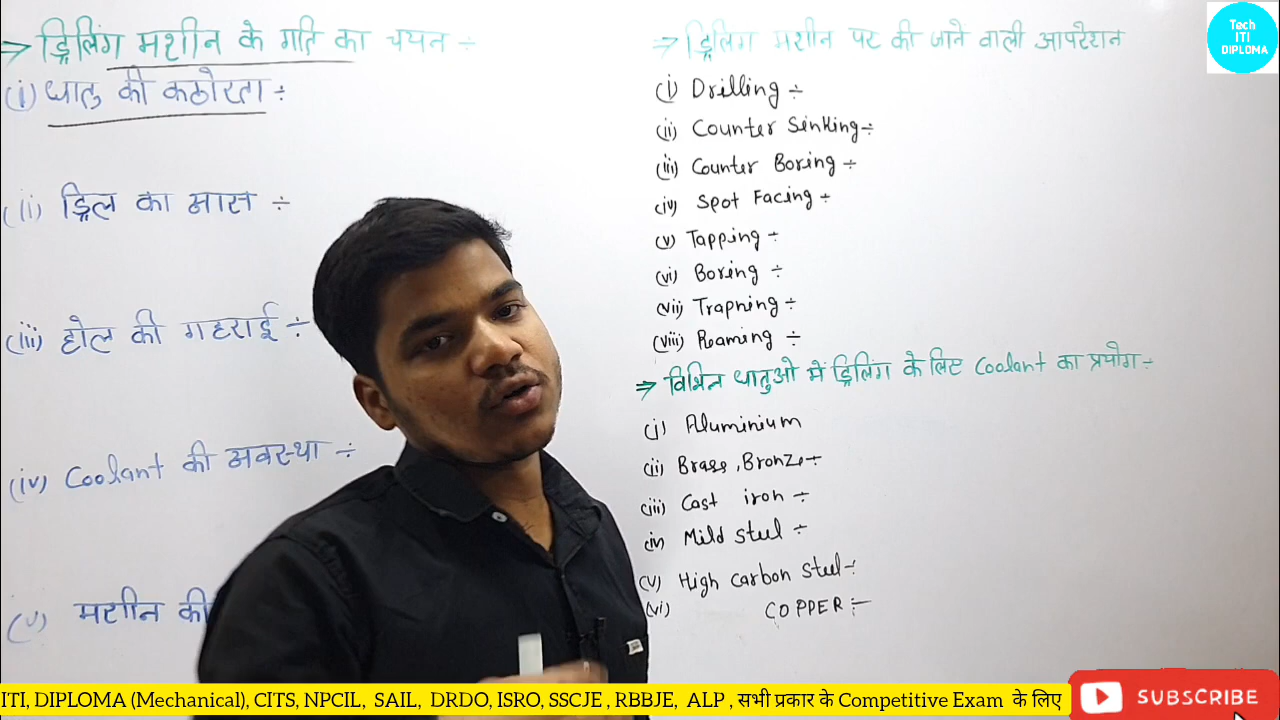 ⇒ ड्रिलिंग मशीन के गति का चयन ÷
(i) धातु की कठोरता ÷
(ii) ड्रिल का मास ÷
(iii) होल की गहराई ÷
(iv) Coolant की अवस्था ÷
(v) मशीन की
⇒ ड्रिलिंग मशीन पर की जाने वाली आपरेशन
(i) Drilling ÷
(ii) Counter Sinking ÷
(iii) Counter Boring ÷
(iv) Spot Facing ÷
(v) Tapping ÷
(vi) Boring ÷
(vii) Trapning ÷
(viii) Reaming ÷
⇒ विभिन धातुओ में ड्रिलिंग के लिए Coolant का प्रयोग ÷
(i) Aluminium
(ii) Brass, Bronze ÷
(iii) Cast iron ÷
(iv) Mild steel ÷
(v) High Carbon Steel ÷
(vi) COPPER ÷
Tech
ITI
DIPLOMA
ITI, DIPLOMA (Mechanical), CITS, NPCIL, SAIL, DRDO, ISRO, SSCJE , RBBJE, ALP , सभी प्रकार के Competitive Exam के लिए
SUBSCRIBE